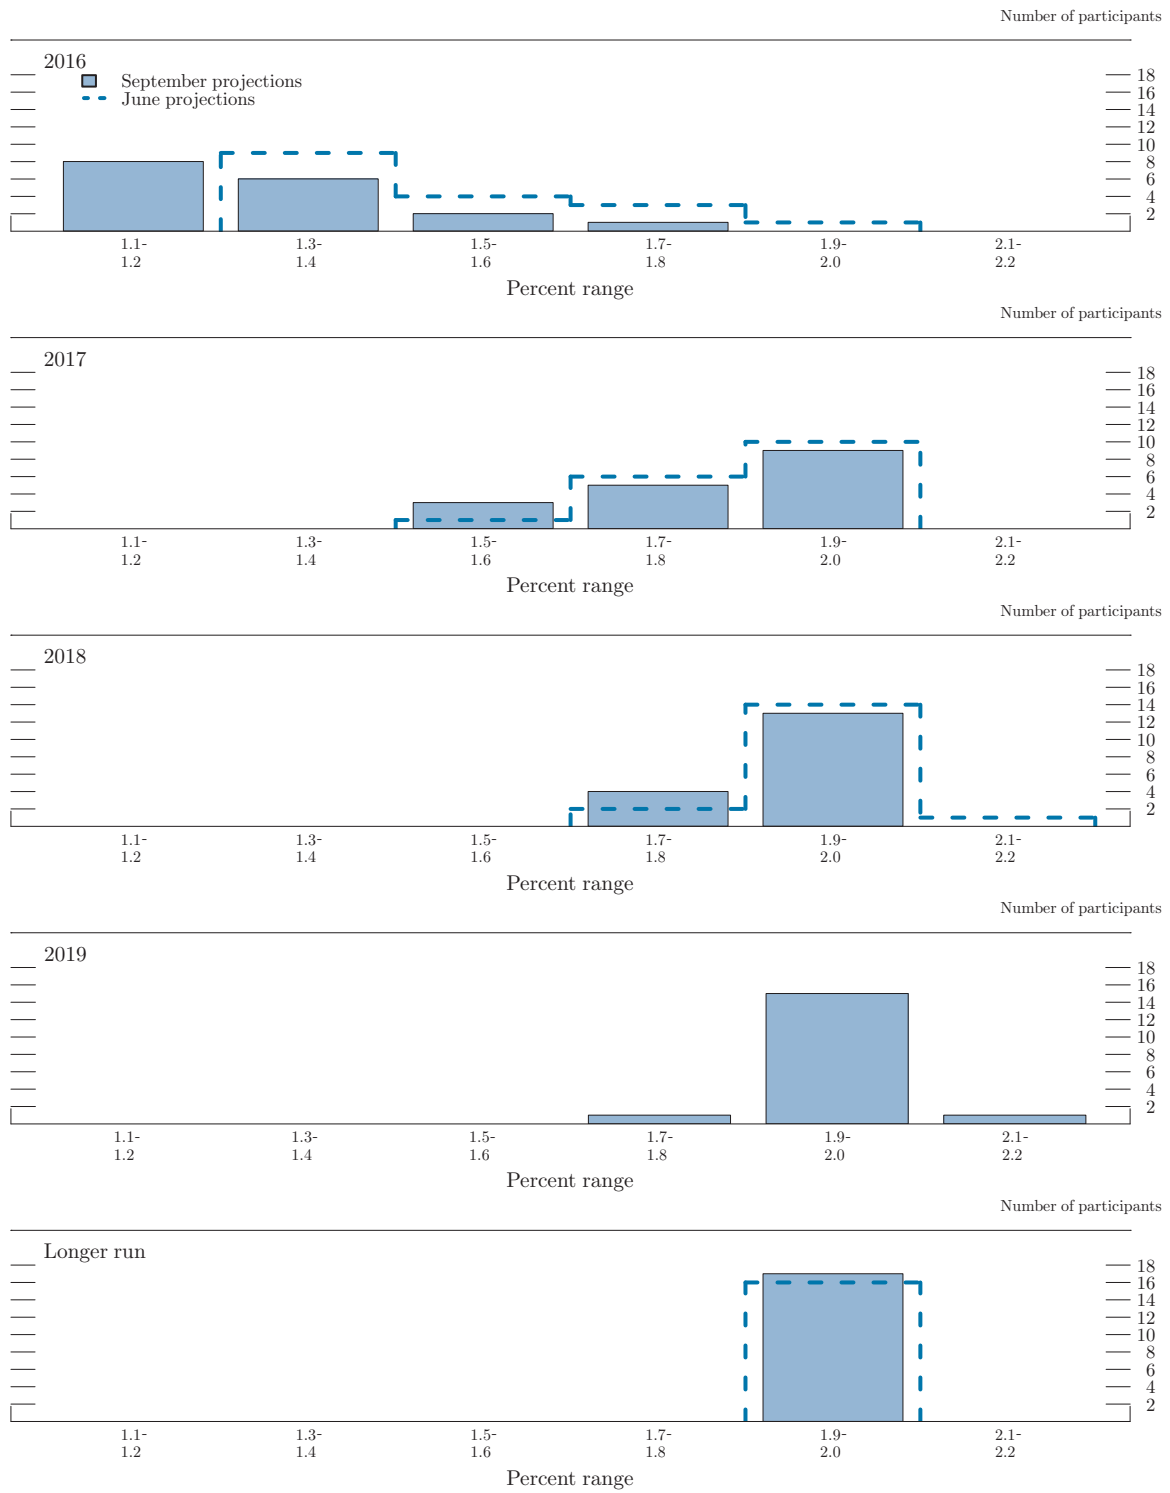 Number of participants
2016
September projections
June projections
18
16
14
12
10
8
6
4
2
1.1- 1.3- 1.5- 1.7- 1.9- 2.1-
1.2 1.4 1.6 1.8 2.0 2.2
Percent range
Number of participants
2017
18
16
14
12
10
8
6
4
2
1.1- 1.3- 1.5- 1.7- 1.9- 2.1-
1.2 1.4 1.6 1.8 2.0 2.2
Percent range
Number of participants
2018
18
16
14
12
10
8
6
4
2
1.1- 1.3- 1.5- 1.7- 1.9- 2.1-
1.2 1.4 1.6 1.8 2.0 2.2
Percent range
Number of participants
2019
18
16
14
12
10
8
6
4
2
1.1- 1.3- 1.5- 1.7- 1.9- 2.1-
1.2 1.4 1.6 1.8 2.0 2.2
Percent range
Number of participants
Longer run
18
16
14
12
10
8
6
4
2
1.1- 1.3- 1.5- 1.7- 1.9- 2.1-
1.2 1.4 1.6 1.8 2.0 2.2
Percent range